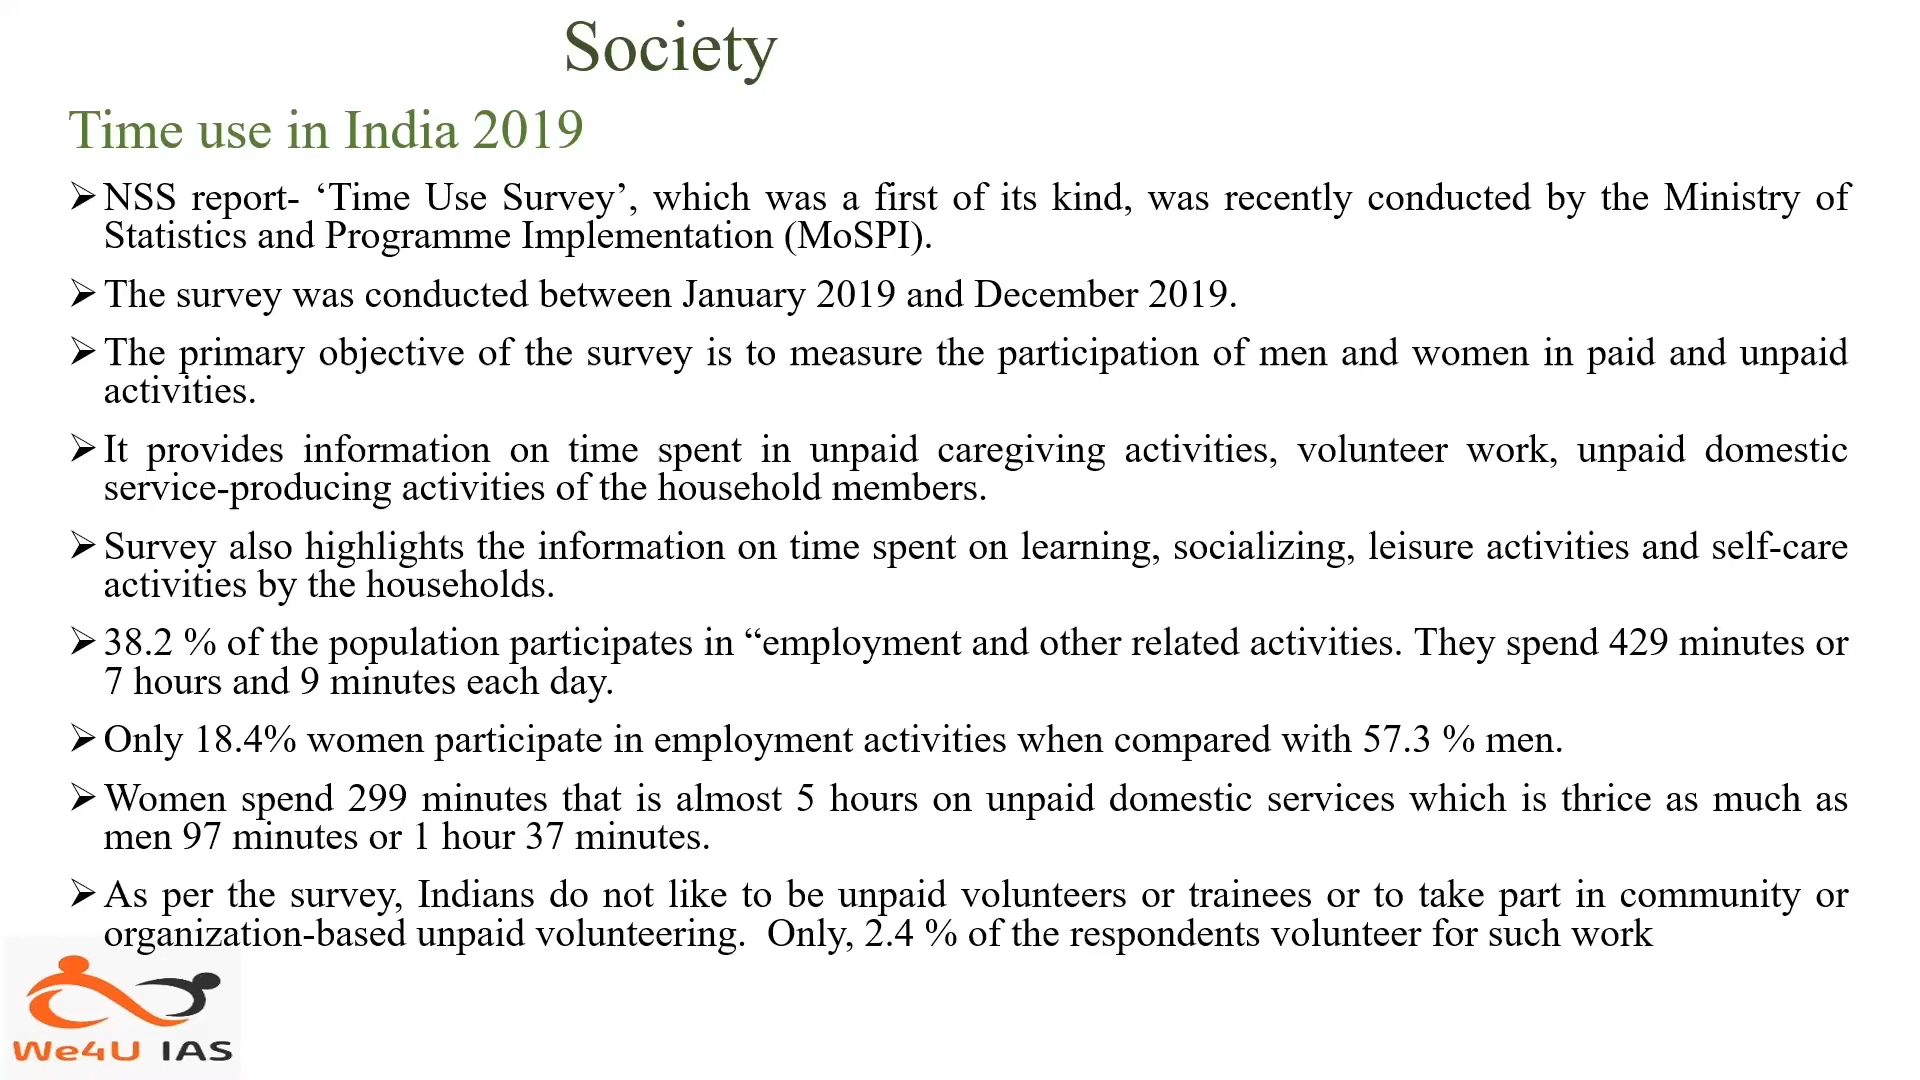 Society
Time use in India 2019
➢ NSS report- ‘Time Use Survey’, which was a first of its kind, was recently conducted by the Ministry of
Statistics and Programme Implementation (MoSPI).
➢ The survey was conducted between January 2019 and December 2019.
➢ The primary objective of the survey is to measure the participation of men and women in paid and unpaid
activities.
➢ It provides information on time spent in unpaid caregiving activities, volunteer work, unpaid domestic
service-producing activities of the household members.
➢ Survey also highlights the information on time spent on learning, socializing, leisure activities and self-care
activities by the households.
➢ 38.2 % of the population participates in “employment and other related activities. They spend 429 minutes or
7 hours and 9 minutes each day.
➢ Only 18.4% women participate in employment activities when compared with 57.3 % men.
➢ Women spend 299 minutes that is almost 5 hours on unpaid domestic services which is thrice as much as
men 97 minutes or 1 hour 37 minutes.
➢ As per the survey, Indians do not like to be unpaid volunteers or trainees or to take part in community or
organization-based unpaid volunteering.  Only, 2.4 % of the respondents volunteer for such work
We4U IAS